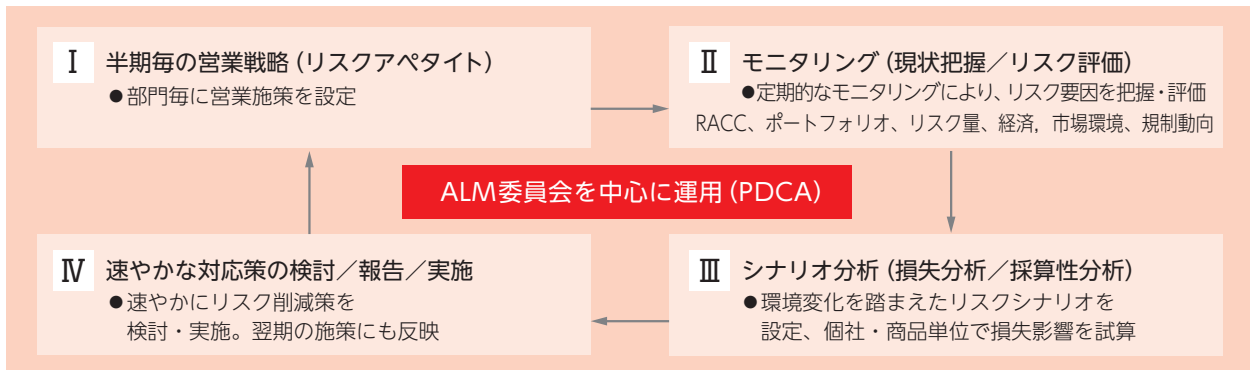 Ⅰ 半期毎の営業戦略(リスクアペタイト)
●部門毎に営業施策を設定
Ⅱ モニタリング(現状把握/リスク評価)
●定期的なモニタリングにより、リスク要因を把握・評価
RACC、ポートフォリオ、リスク量、経済,市場環境、規制動向
ALM委員会を中心に運用(PDCA)
Ⅳ 速やかな対応策の検討/報告/実施
●速やかにリスク削減策を
検討・実施。翌期の施策にも反映
Ⅲ シナリオ分析(損失分析/採算性分析)
●環境変化を踏まえたリスクシナリオを
設定、個社・商品単位で損失影響を試算